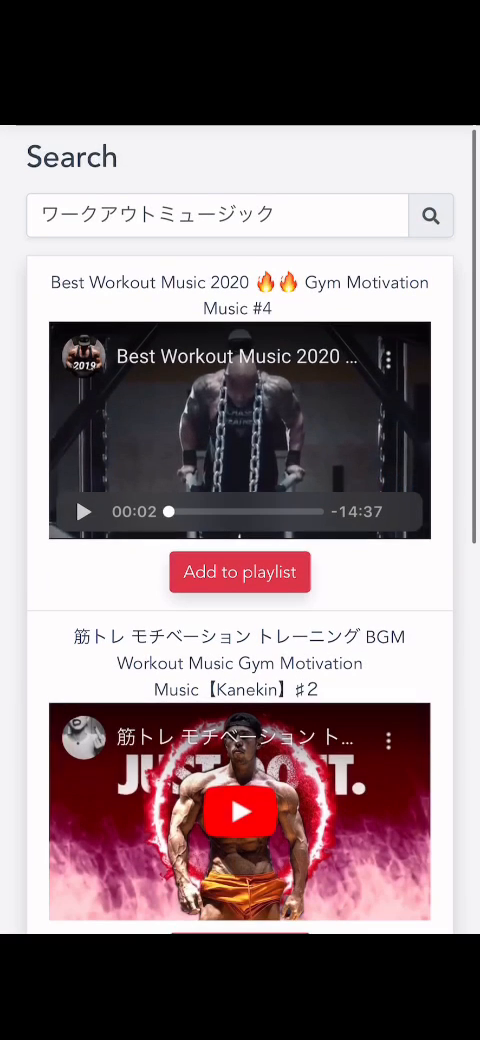 Search
ワークアウトミュージック
Best Workout Music 2020 🔥🔥 Gym Motivation
Music #4
2019
Best Workout Music 2020 ...
00:02
-14:37
Add to playlist
筋トレ モチベーション トレーニング BGM
Workout Music Gym Motivation
Music【Kanekin】♯2
筋トレ モチベーション ト...